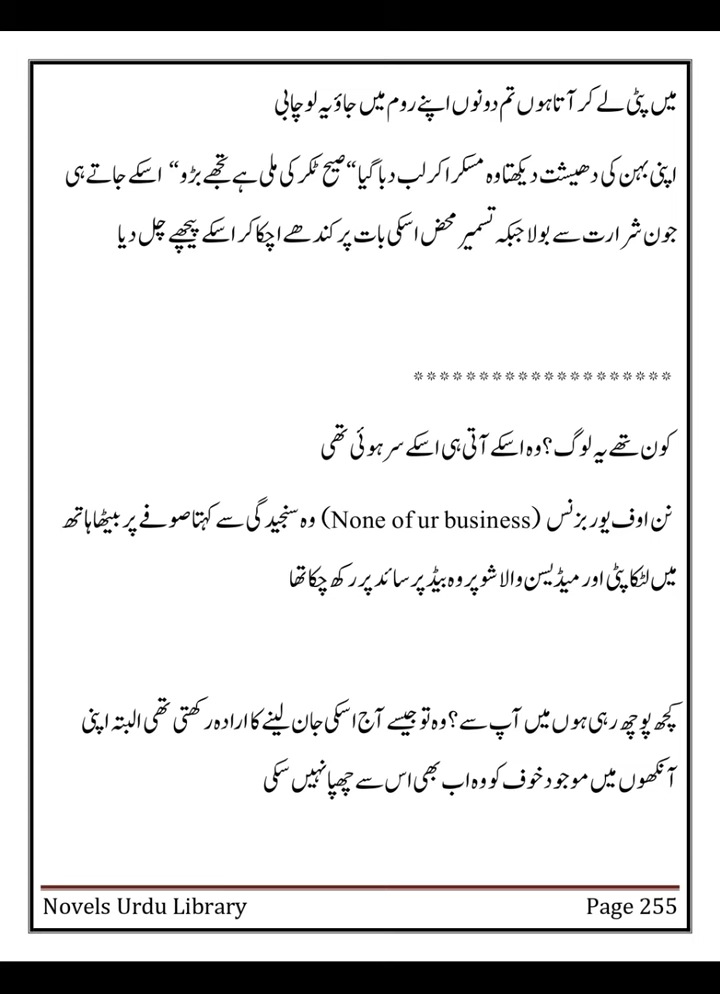 میں پٹی لے کر آتا ہوں تم دونوں اپنے روم میں جاؤ یہ لو چابی
اپنی بہن کی دھیشت دیکھتا وہ مسکرا کر لب دبا گیا “صیح ٹکر کی ملی ہے تجھے بڑو“ اسکے جاتے ہی
جون شرارت سے بولا جبکہ تسمیر محض اسکی بات پر کندھے اچکا کر اسکے پیچھے چل دیا
********************
کون تھے یہ لوگ؟ وہ اسکے آتی ہی اسکے سر ہوئی تھی
نن اوف یور بزنس (None of ur business) وہ سنجیدگی سے کہتا صوفے پر بیٹھا ہاتھ
میں لٹکا پٹی اور میڈیسن والا شوپر وہ بیڈ پر سائد پر رکھ چکا تھا
کچھ پوچھ رہی ہوں میں آپ سے؟ وہ تو جیسے آج اسکی جان لینے کا ارادہ رکھتی تھی البتہ اپنی
آنکھوں میں موجود خوف کو وہ اب بھی اس سے چھپا نہیں سکی
Novels Urdu Library Page 255